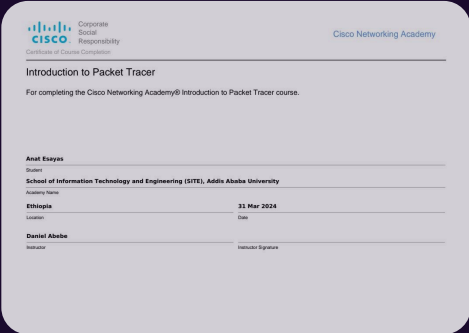 Corporate
Social
Responsibility
CISCO
Cisco Networking Academy
Certificate of Course Completion
Introduction to Packet Tracer
For completing the Cisco Networking Academy® Introduction to Packet Tracer course.
Anat Esayas
Student
School of Information Technology and Engineering (SITE), Addis Ababa University
Academy Name
Ethiopia 31 Mar 2024
Location Date
Daniel Abebe
Instructor Instructor Signature